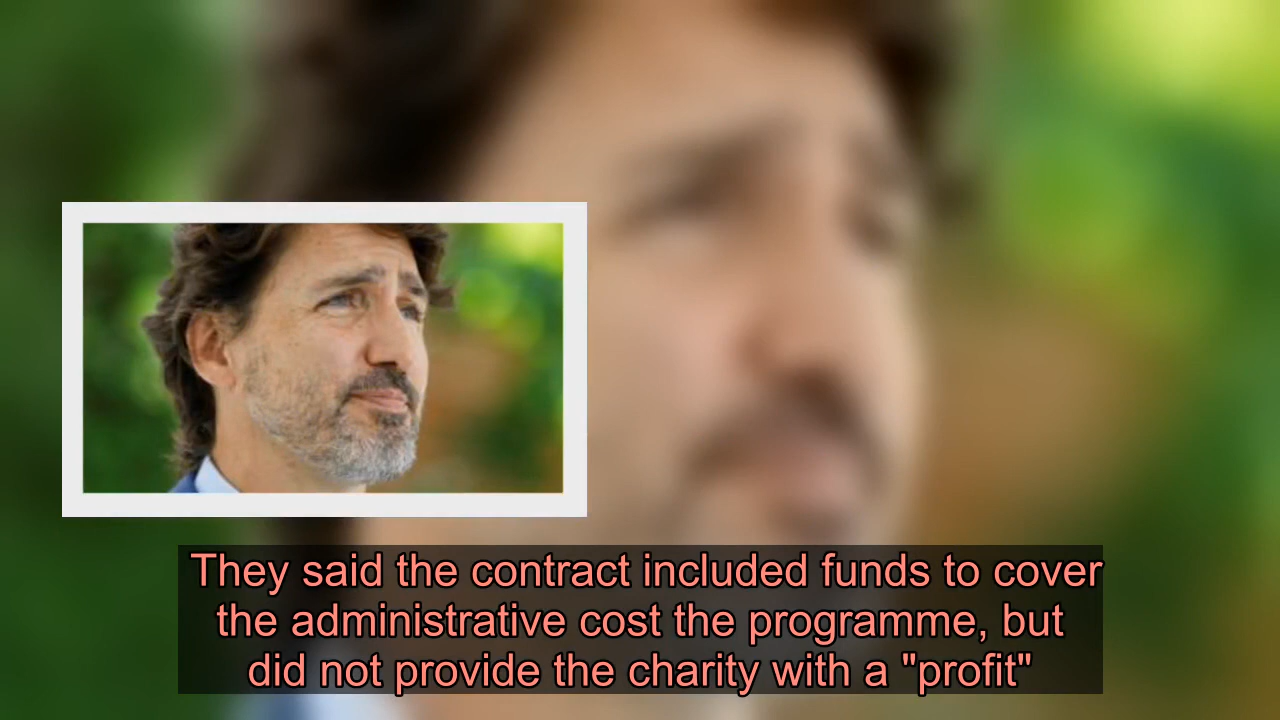 They said the contract included funds to cover
the administrative cost the programme, but
did not provide the charity with a "profit"